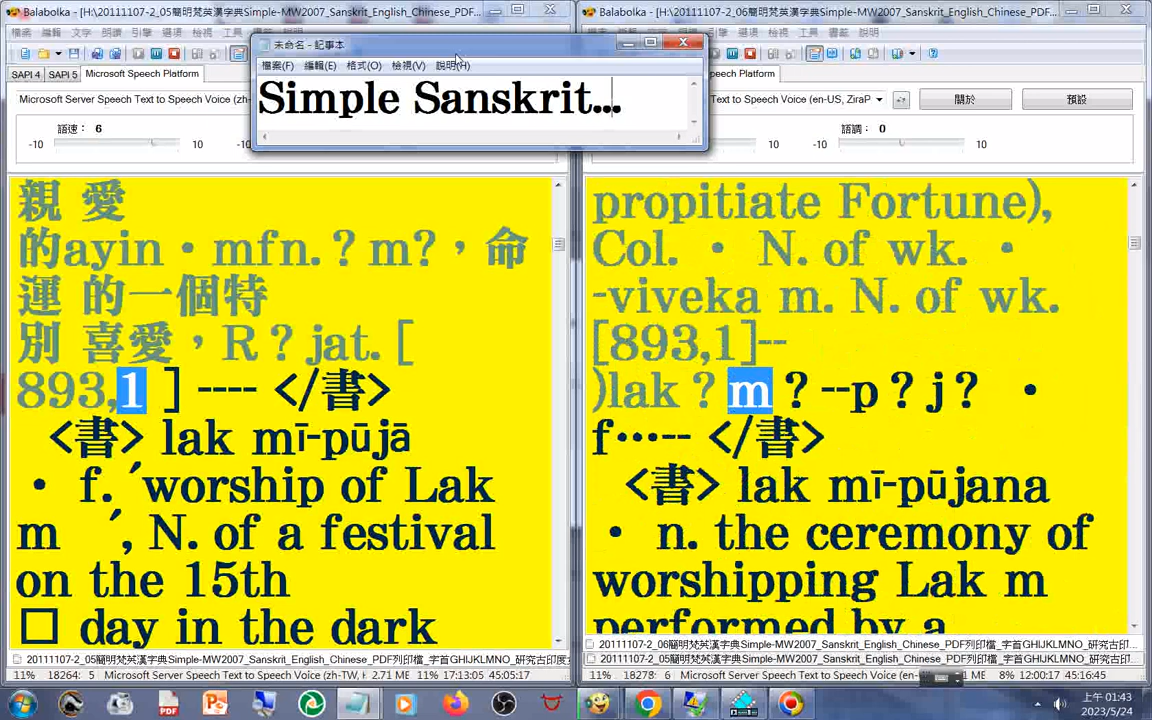 Balabolka - [H:\20111107-2_05簡明梵英漢字典Simple-MW2007_Sanskrit_English_Chinese_PDF...
Balabolka - [H:\20111107-2_06簡明梵英漢字典Simple-MW2007_Sanskrit_English_Chinese_PDF...
未命名 - 記事本
檔案(F) 編輯(E) 格式(O) 檢視(V) 說明(H)
Simple Sanskrit...
SAPI 4 SAPI 5 Microsoft Speech Platform
Microsoft Server Speech Text to Speech Voice (zh-
語速： 6
-10 10
親 愛
的ayin•mfn.？m?，命
運 的一個特
別 喜愛，R？jat. [
893,1 ] ---- </書>
<書> lak mī-pūjā
• f. ´worship of Lak
m ´, N. of a festival
on the 15th
□ day in the dark
Text to Speech Voice (en-US, ZiraP
關於 預設
語調： 0
-10 10
propitiate Fortune),
Col. • N. of wk. •
-viveka m. N. of wk.
[893,1]--
)lak？m？--p？j？ •
f•••-- </書>
<書> lak mī-pūjana
• n. the ceremony of
worshipping Lak m
performed by a
20111107-2_05簡明梵英漢字典Simple-MW2007_Sanskrit_English_Chinese_PDF列印檔_字首GHIJKLMNO_研究古印度
20111107-2_06簡明梵英漢字典Simple-MW2007_Sanskrit_English_Chinese_PDF列印檔_字首GHIJKLMNO_研究古印...
11% 18264: 5 Microsoft Server Speech Text to Speech Voice (zh-TW, 2.71 MB 11% 17:13:05 45:05:17
11% 18278: 6 Microsoft Server Speech Text to Speech Voice MB 8% 12:00:17 45:16:45
上午 01:43
2023/5/24